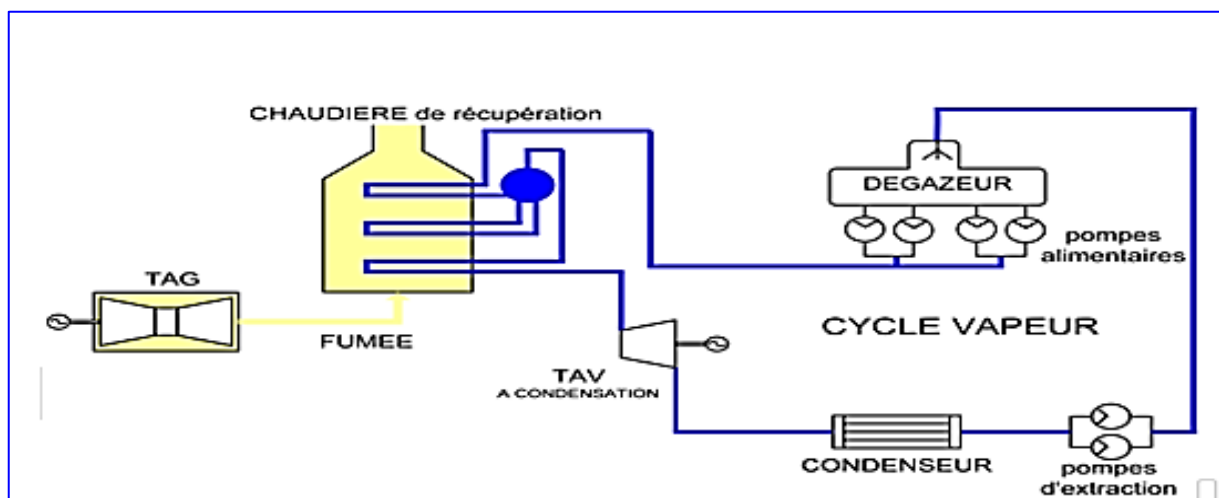 CHAUDIERE de récupération
DEGAZEUR
pompes
alimentaires
TAG
FUMEE
CYCLE VAPEUR
TAV
A CONDENSATION
CONDENSEUR
pompes
d'extraction